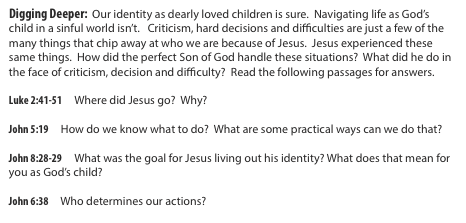 Digging Deeper: Our identity as dearly loved children is sure. Navigating life as God's
child in a sinful world isn't. Criticism, hard decisions and difficulties are just a few of the
many things that chip away at who we are because of Jesus. Jesus experienced these
same things. How did the perfect Son of God handle these situations? What did he do in
the face of criticism, decision and difficulty? Read the following passages for answers.
Luke 2:41-51 Where did Jesus go? Why?
John 5:19 How do we know what to do? What are some practical ways can we do that?
John 8:28-29 What was the goal for Jesus living out his identity? What does that mean for
you as God's child?
John 6:38 Who determines our actions?